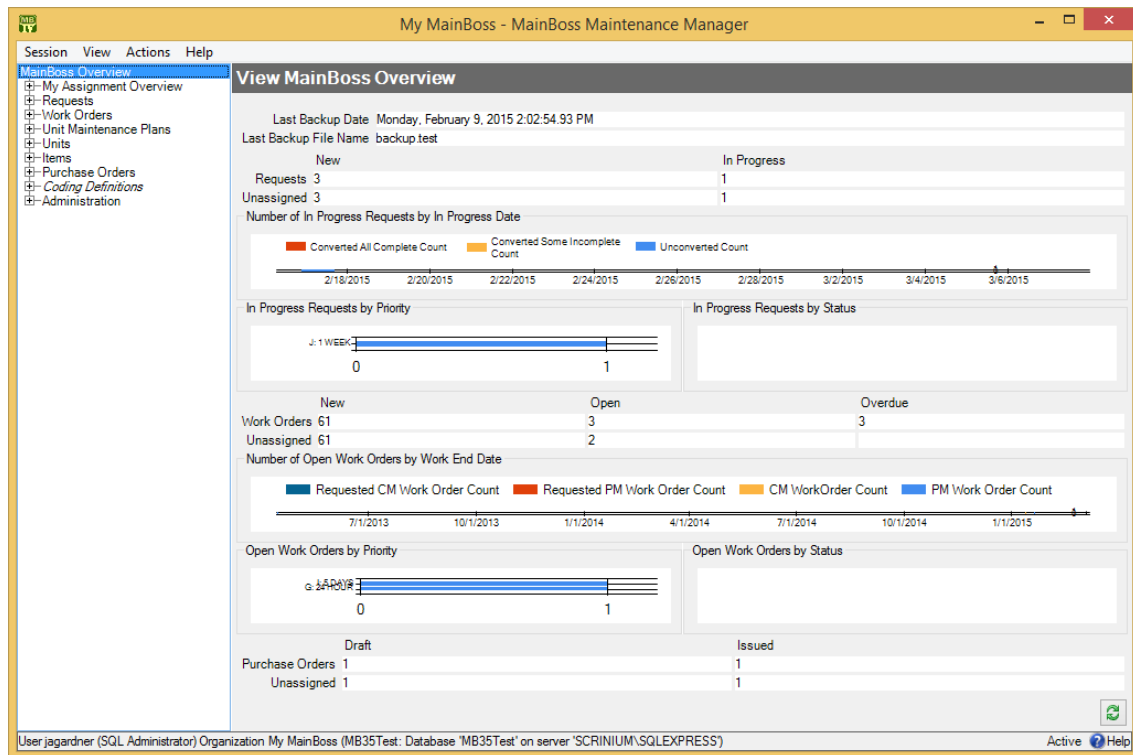 MB
My MainBoss - MainBoss Maintenance Manager
Session View Actions Help
MainBoss Overview
My Assignment Overview
Requests
Work Orders
Unit Maintenance Plans
Units
Items
Purchase Orders
Coding Definitions
Administration
View MainBoss Overview
Last Backup Date Monday, February 9, 2015 2:02:54.93 PM
Last Backup File Name backup.test
New In Progress
Requests 3 1
Unassigned 3 1
Number of In Progress Requests by In Progress Date
Converted All Complete Count Converted Some Incomplete Count Unconverted Count
2/18/2015 2/20/2015 2/22/2015 2/24/2015 2/26/2015 2/28/2015 3/2/2015 3/4/2015 3/6/2015
In Progress Requests by Priority In Progress Requests by Status
J: 1 WEEK
0 1
New Open Overdue
Work Orders 61 3 3
Unassigned 61 2
Number of Open Work Orders by Work End Date
Requested CM Work Order Count Requested PM Work Order Count CM WorkOrder Count PM Work Order Count
7/1/2013 10/1/2013 1/1/2014 4/1/2014 7/1/2014 10/1/2014 1/1/2015
Open Work Orders by Priority Open Work Orders by Status
G: 24 HOUR
0 1
Draft Issued
Purchase Orders 1 1
Unassigned 1 1
User jagardner (SQL Administrator) Organization My MainBoss (MB35Test: Database 'MB35Test' on server 'SCRINIUM\SQLEXPRESS') Active Help